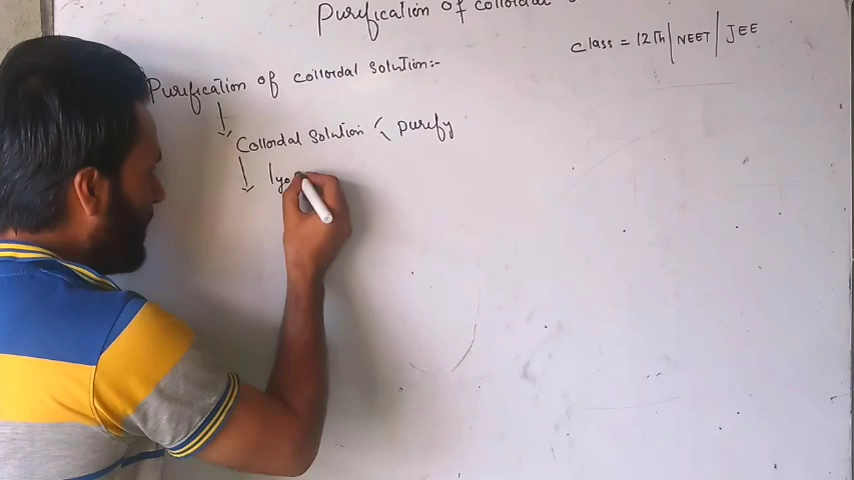 Purification of colloidal
class = 12th | NEET | JEE
Purification of colloidal solution:-
Colloidal solution < purify
lyo